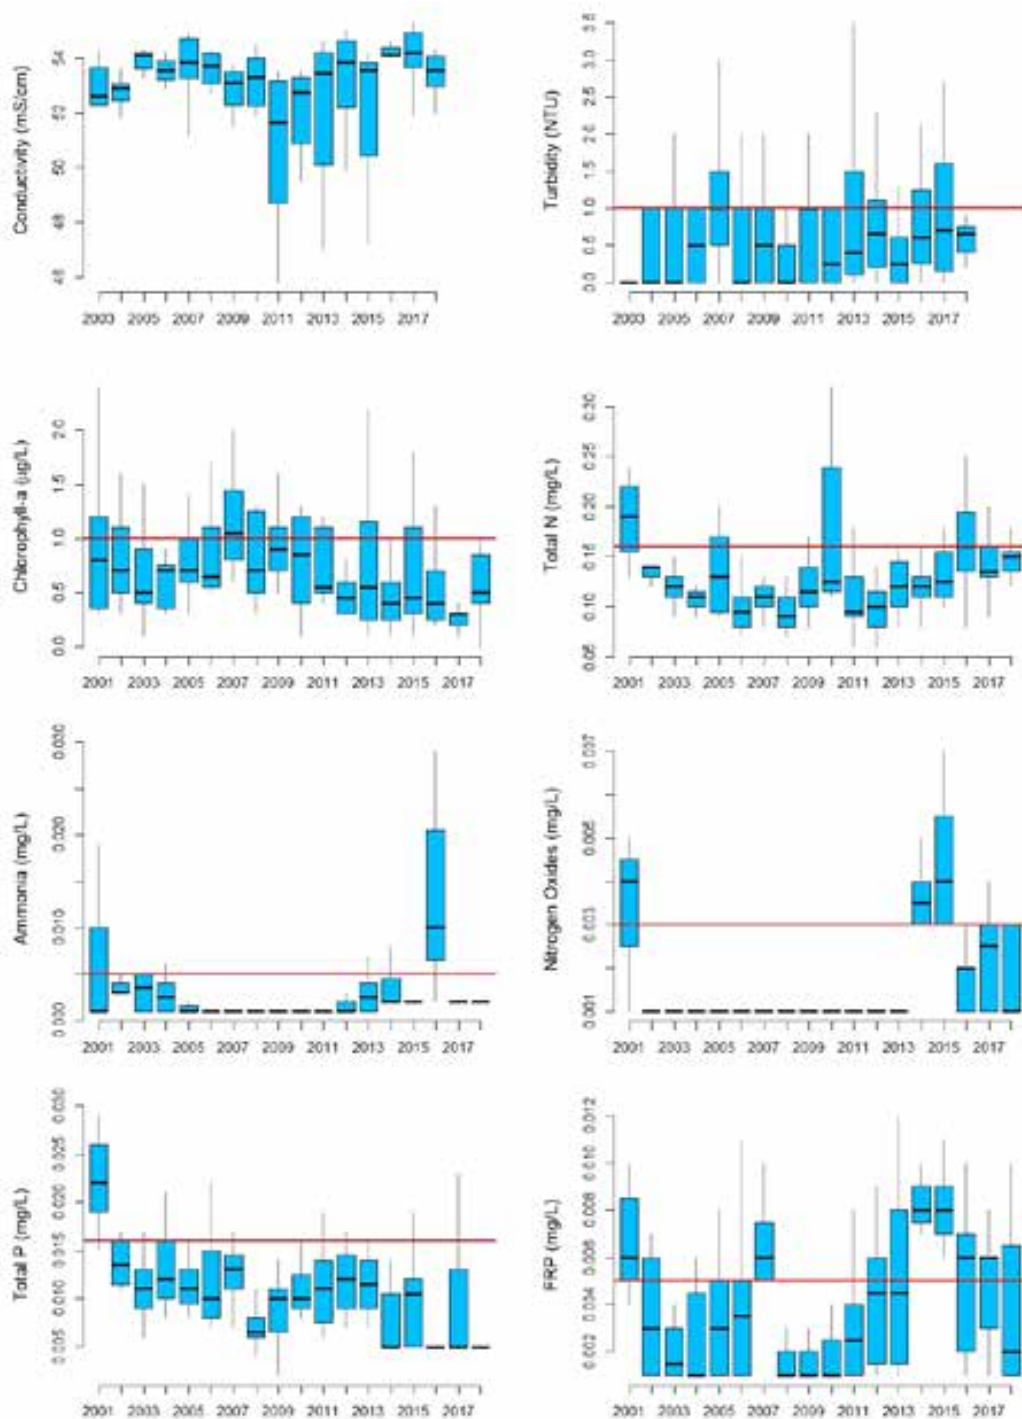 Conductivity (mS/cm)
54
52
50
48
46
2003 2005 2007 2009 2011 2013 2015 2017
Turbidity (NTU)
3.5
3.0
2.5
2.0
1.5
1.0
0.5
0.0
2003 2005 2007 2009 2011 2013 2015 2017
Chlorophyll-a (µg/L)
2.0
1.5
1.0
0.5
0.0
2001 2003 2005 2007 2009 2011 2013 2015 2017
Total N (mg/L)
0.30
0.25
0.20
0.15
0.10
0.05
2001 2003 2005 2007 2009 2011 2013 2015 2017
Ammonia (mg/L)
0.030
0.020
0.010
0.000
2001 2003 2005 2007 2009 2011 2013 2015 2017
Nitrogen Oxides (mg/L)
0.007
0.005
0.003
0.001
2001 2003 2005 2007 2009 2011 2013 2015 2017
Total P (mg/L)
0.030
0.025
0.020
0.015
0.010
0.005
2001 2003 2005 2007 2009 2011 2013 2015 2017
FRP (mg/L)
0.012
0.010
0.008
0.006
0.004
0.002
2001 2003 2005 2007 2009 2011 2013 2015 2017